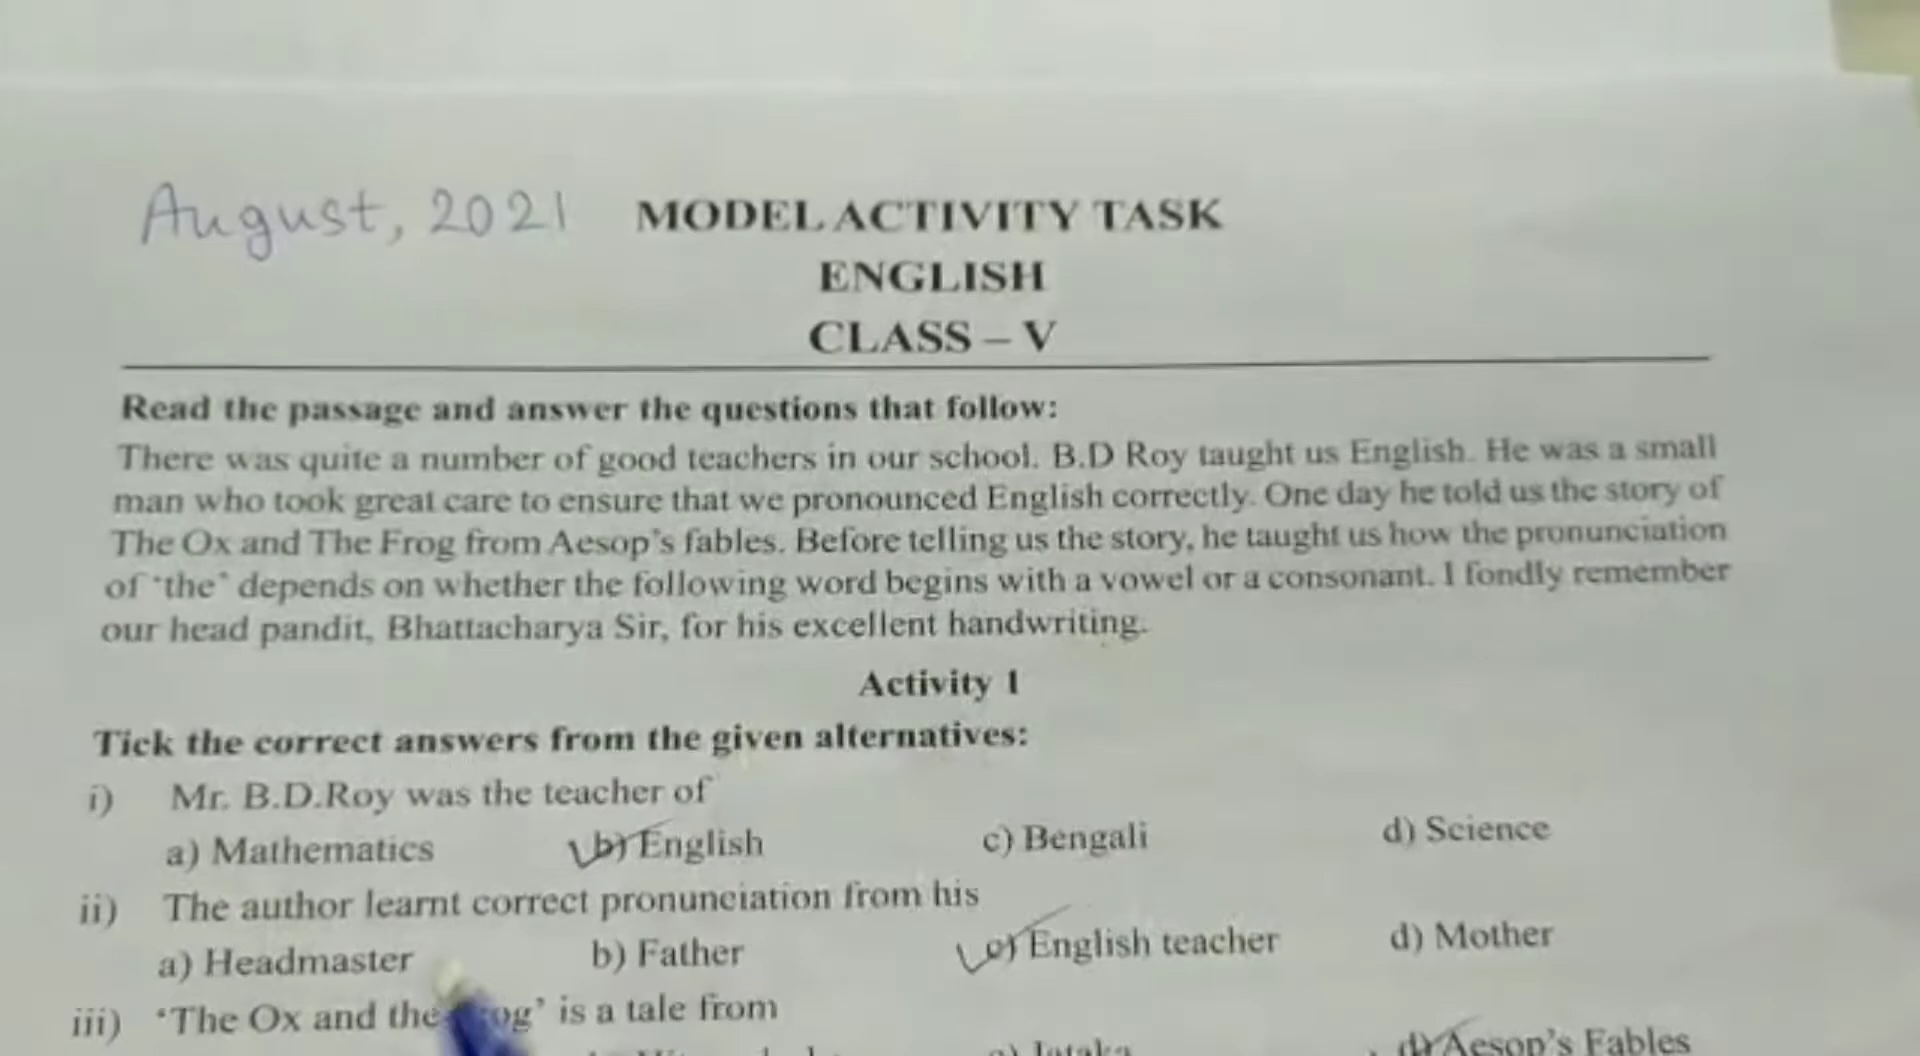 August, 2021 MODEL ACTIVITY TASK
ENGLISH
CLASS – V
Read the passage and answer the questions that follow:
There was quite a number of good teachers in our school. B.D Roy taught us English. He was a small
man who took great care to ensure that we pronounced English correctly. One day he told us the story of
The Ox and The Frog from Aesop's fables. Before telling us the story, he taught us how the pronunciation
of 'the' depends on whether the following word begins with a vowel or a consonant. I fondly remember
our head pandit, Bhattacharya Sir, for his excellent handwriting.
Activity 1
Tick the correct answers from the given alternatives:
i) Mr. B.D.Roy was the teacher of
a) Mathematics b) English c) Bengali d) Science
ii) The author learnt correct pronunciation from his
a) Headmaster b) Father c) English teacher d) Mother
iii) 'The Ox and the og' is a tale from
c) Jataka d) Aesop's Fables